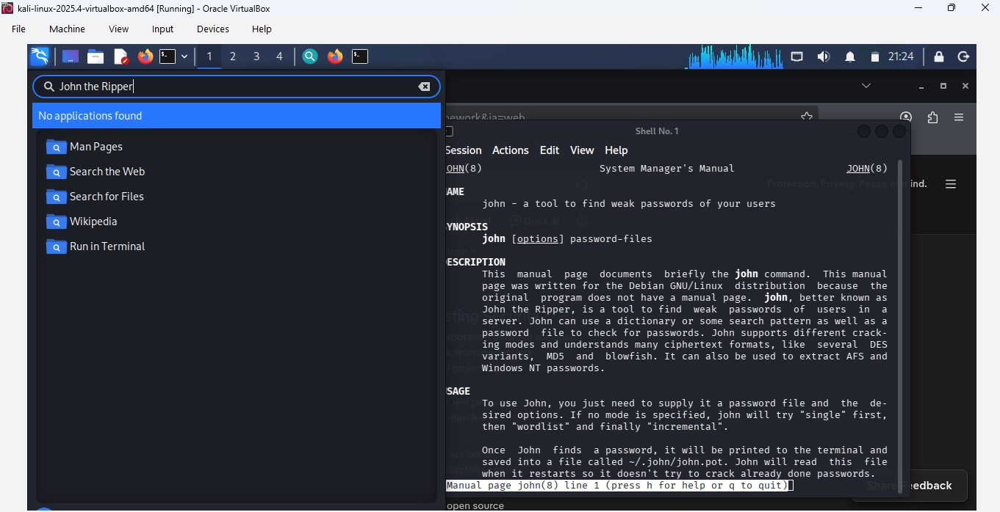 kali-linux-2025.4-virtualbox-amd64 [Running] - Oracle VirtualBox
File Machine View Input Devices Help
1 2 3 4 21:24
John the Ripper
No applications found
Man Pages
Search the Web
Search for Files
Wikipedia
Run in Terminal
ework&ia=web
Shell No. 1
Session Actions Edit View Help
OHN(8) System Manager's Manual JOHN(8)
Protection. Privacy. Peace of mind.
AME
john - a tool to find weak passwords of your users
Duck.ai
YNOPSIS
john [options] password-files
ESCRIPTION
This manual page documents briefly the john command. This manual
page was written for the Debian GNU/Linux distribution because the
original program does not have a manual page. john, better known as
John the Ripper, is a tool to find weak passwords of users in a
server. John can use a dictionary or some search pattern as well as a
password file to check for passwords. John supports different crack-
ing modes and understands many ciphertext formats, like several DES
variants, MD5 and blowfish. It can also be used to extract AFS and
Windows NT passwords.
SAGE
To use John, you just need to supply it a password file and the de-
sired options. If no mode is specified, john will try "single" first,
then "wordlist" and finally "incremental".
Once John finds a password, it will be printed to the terminal and
saved into a file called ~/.john/john.pot. John will read this file
when it restarts so it doesn't try to crack already done passwords.
Manual page john(8) line 1 (press h for help or q to quit)
Share Feedback
open source